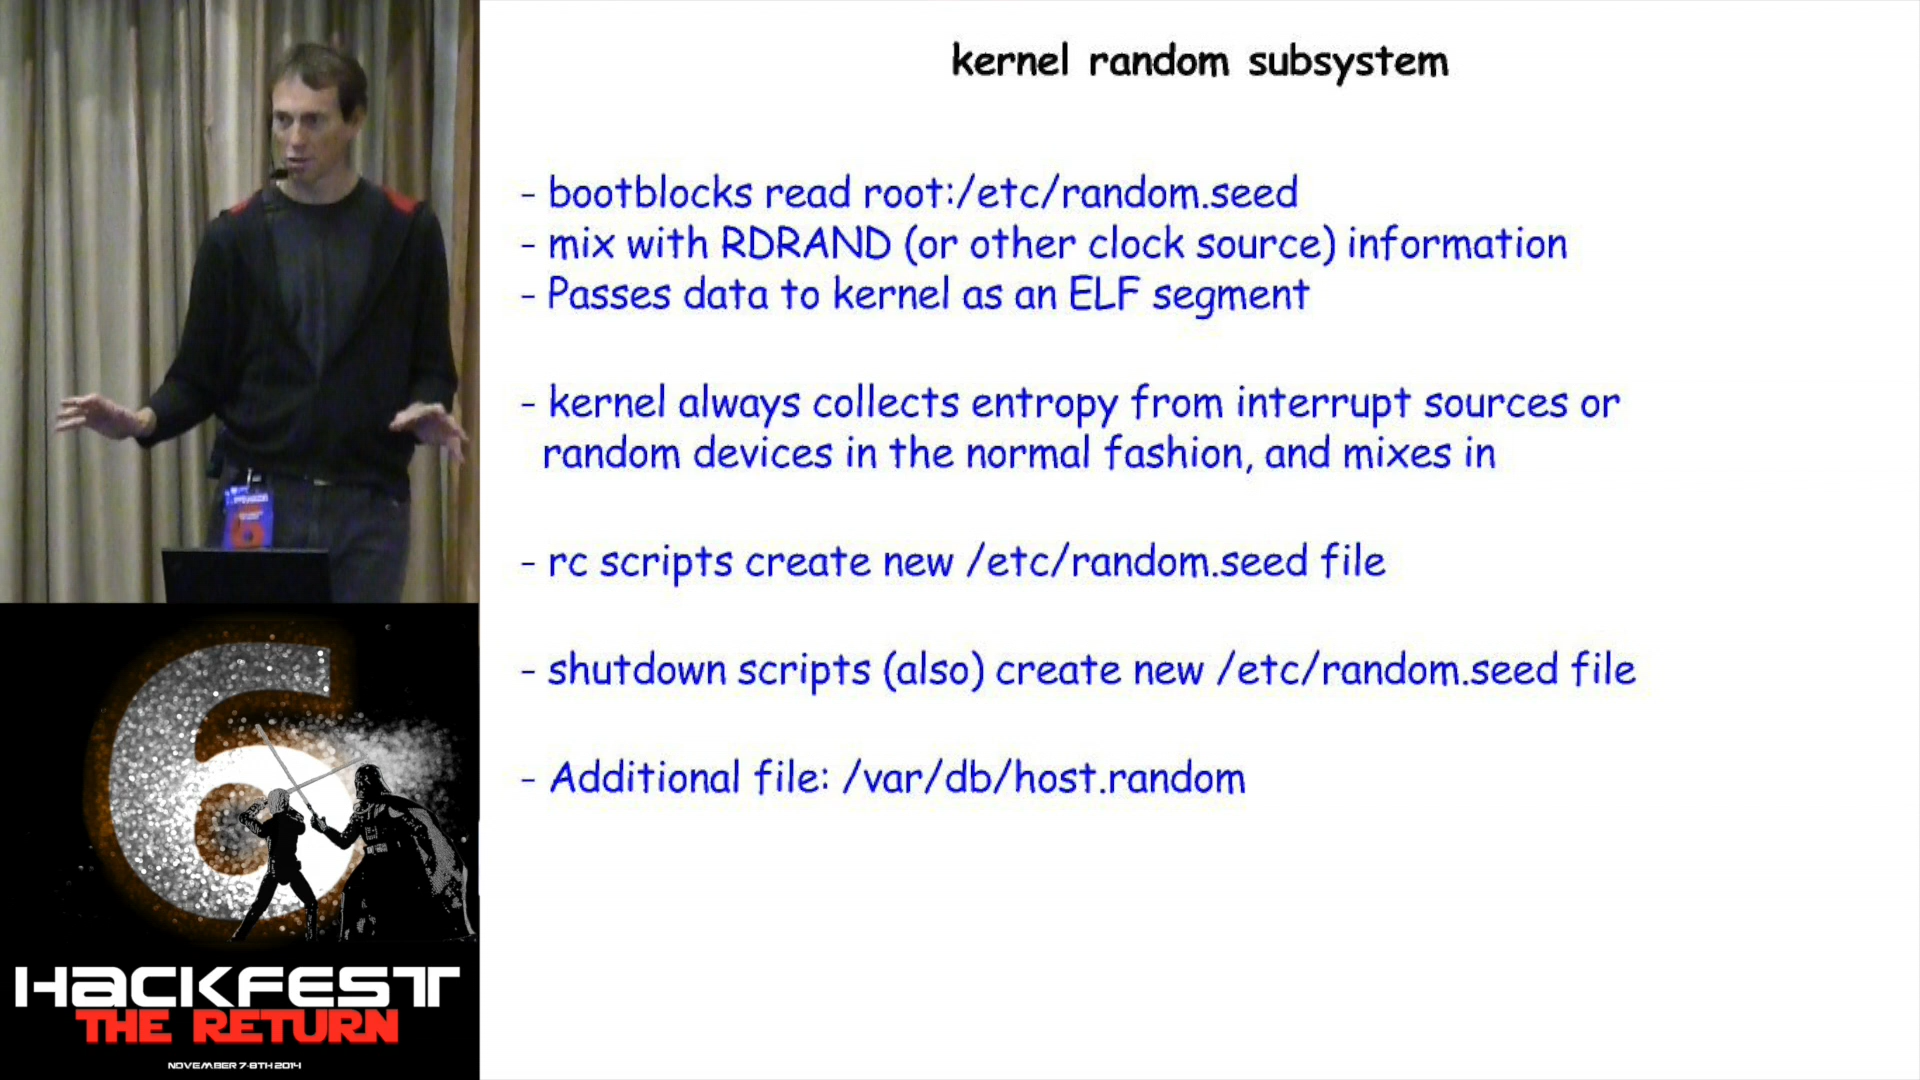 kernel random subsystem
- bootblocks read root:/etc/random.seed
- mix with RDRAND (or other clock source) information
- Passes data to kernel as an ELF segment
- kernel always collects entropy from interrupt sources or
random devices in the normal fashion, and mixes in
- rc scripts create new /etc/random.seed file
- shutdown scripts (also) create new /etc/random.seed file
- Additional file: /var/db/host.random
6
6
HACKFEST
THE RETURN
NOVEMBER 7-8TH 2014